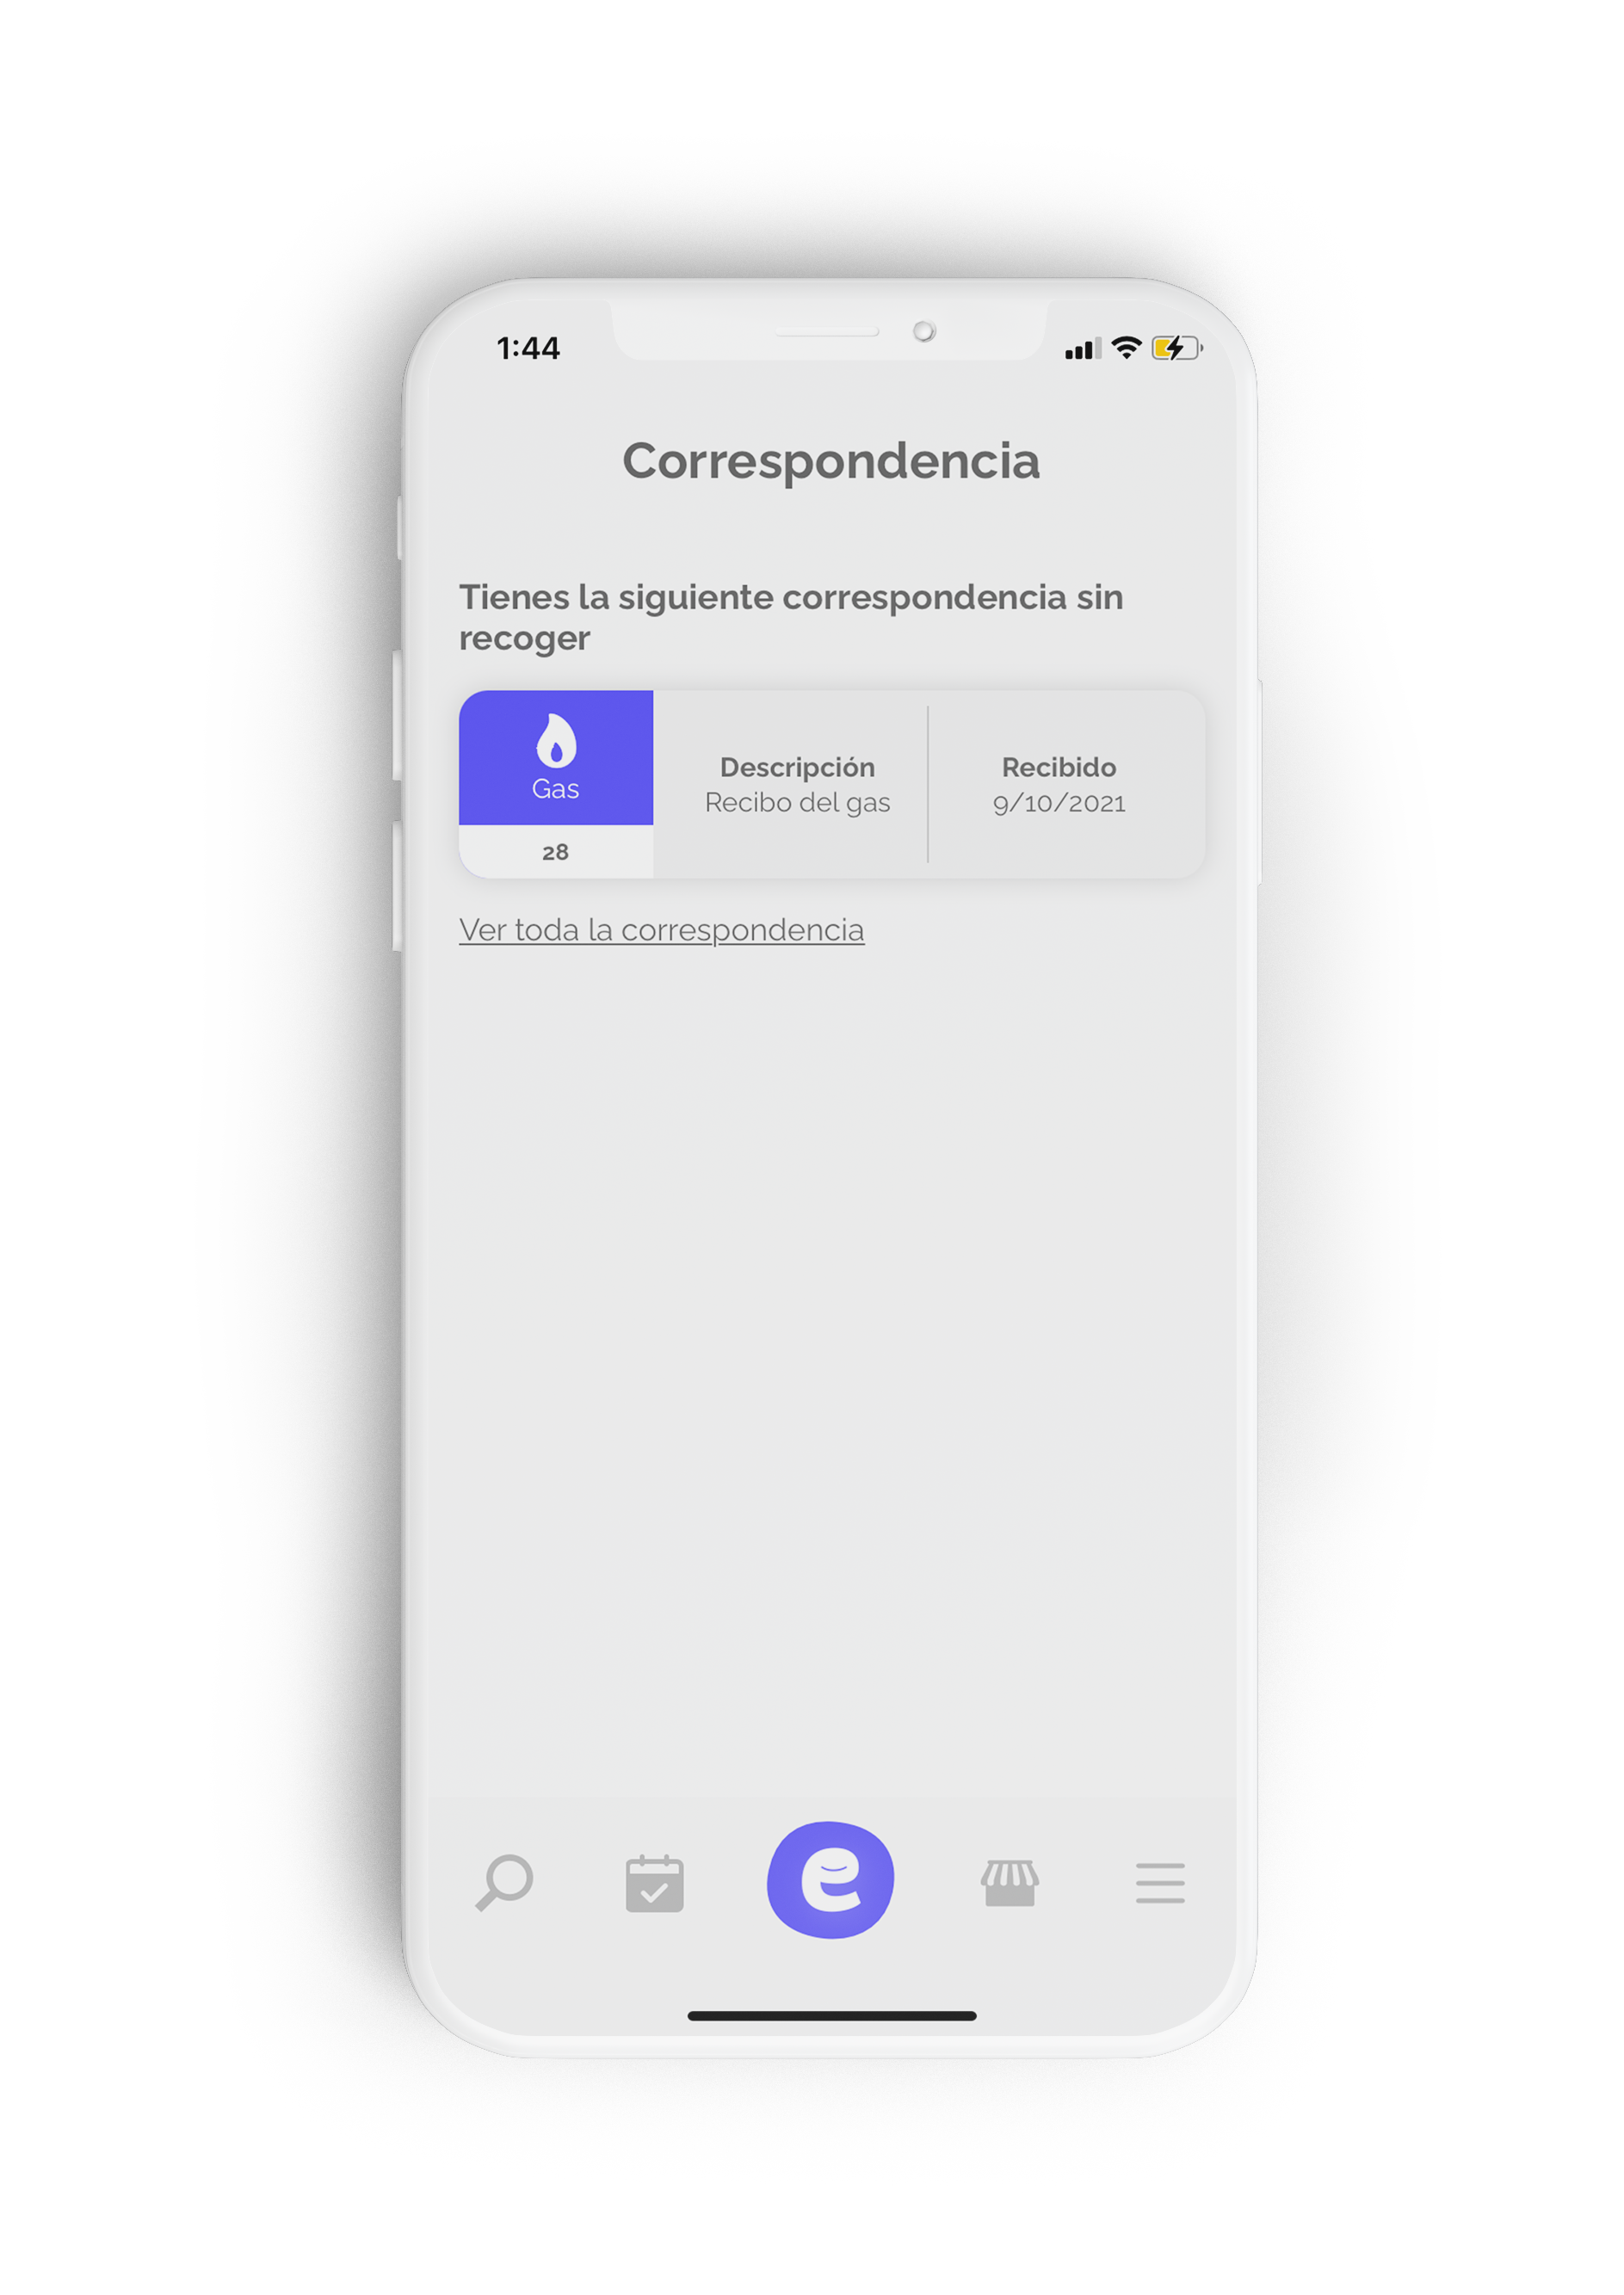 1:44
Correspondencia
Tienes la siguiente correspondencia sin
recoger
Gas
28
Descripción
Recibo del gas
Recibido
9/10/2021
Ver toda la correspondencia
e